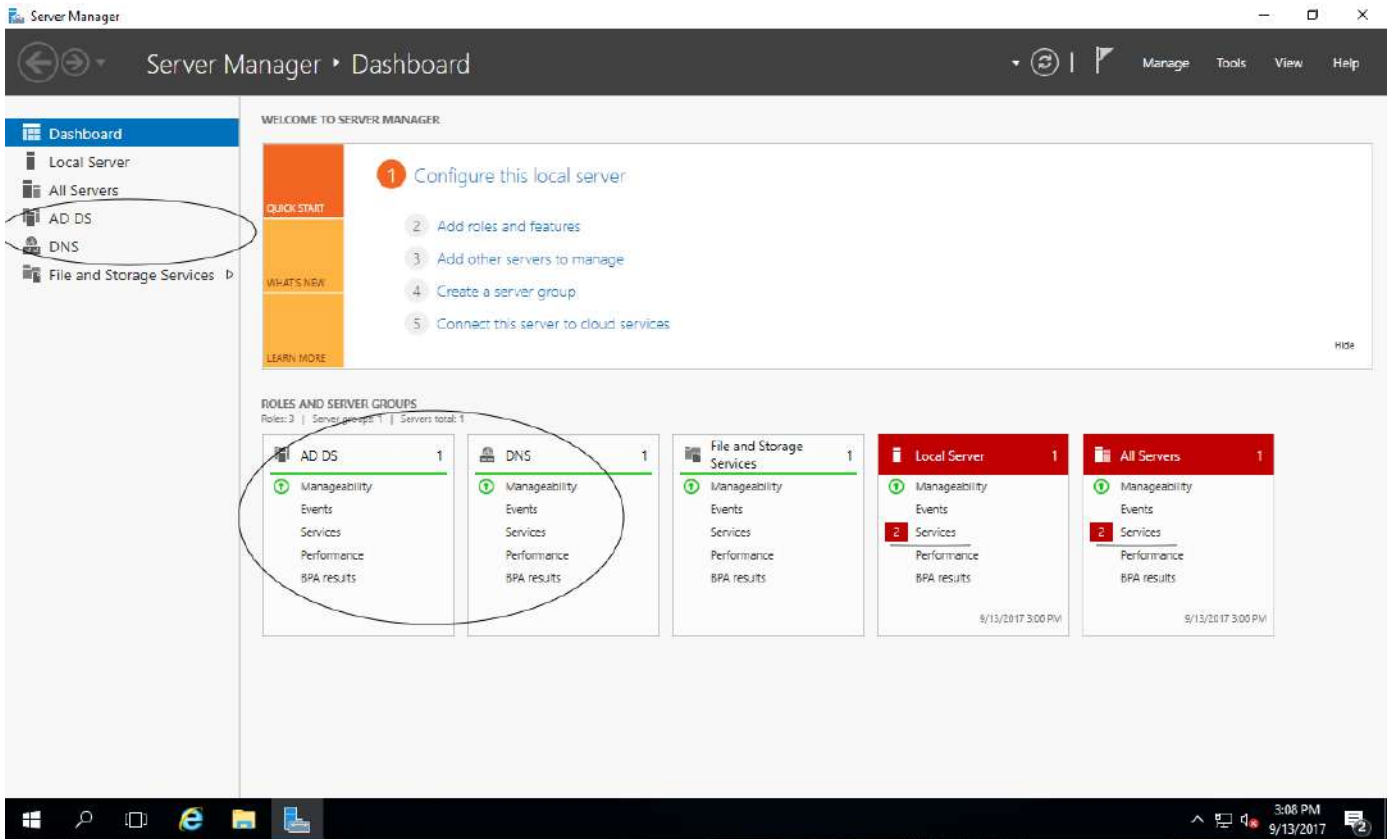 Server Manager
Server Manager • Dashboard
Manage Tools View Help
Dashboard
Local Server
All Servers
AD DS
DNS
File and Storage Services
WELCOME TO SERVER MANAGER
QUICK START
WHAT'S NEW
LEARN MORE
1 Configure this local server
2 Add roles and features
3 Add other servers to manage
4 Create a server group
5 Connect this server to cloud services
Hide
ROLES AND SERVER GROUPS
Roles: 3 | Server groups: 1 | Servers total: 1
AD DS 1
Manageability
Events
Services
Performance
BPA results
DNS 1
Manageability
Events
Services
Performance
BPA results
File and Storage
Services 1
Manageability
Events
Services
Performance
BPA results
Local Server 1
Manageability
Events
2 Services
Performance
BPA results
9/13/2017 3:00 PM
All Servers 1
Manageability
Events
2 Services
Performance
BPA results
9/13/2017 3:00 PM
3:08 PM
9/13/2017
2